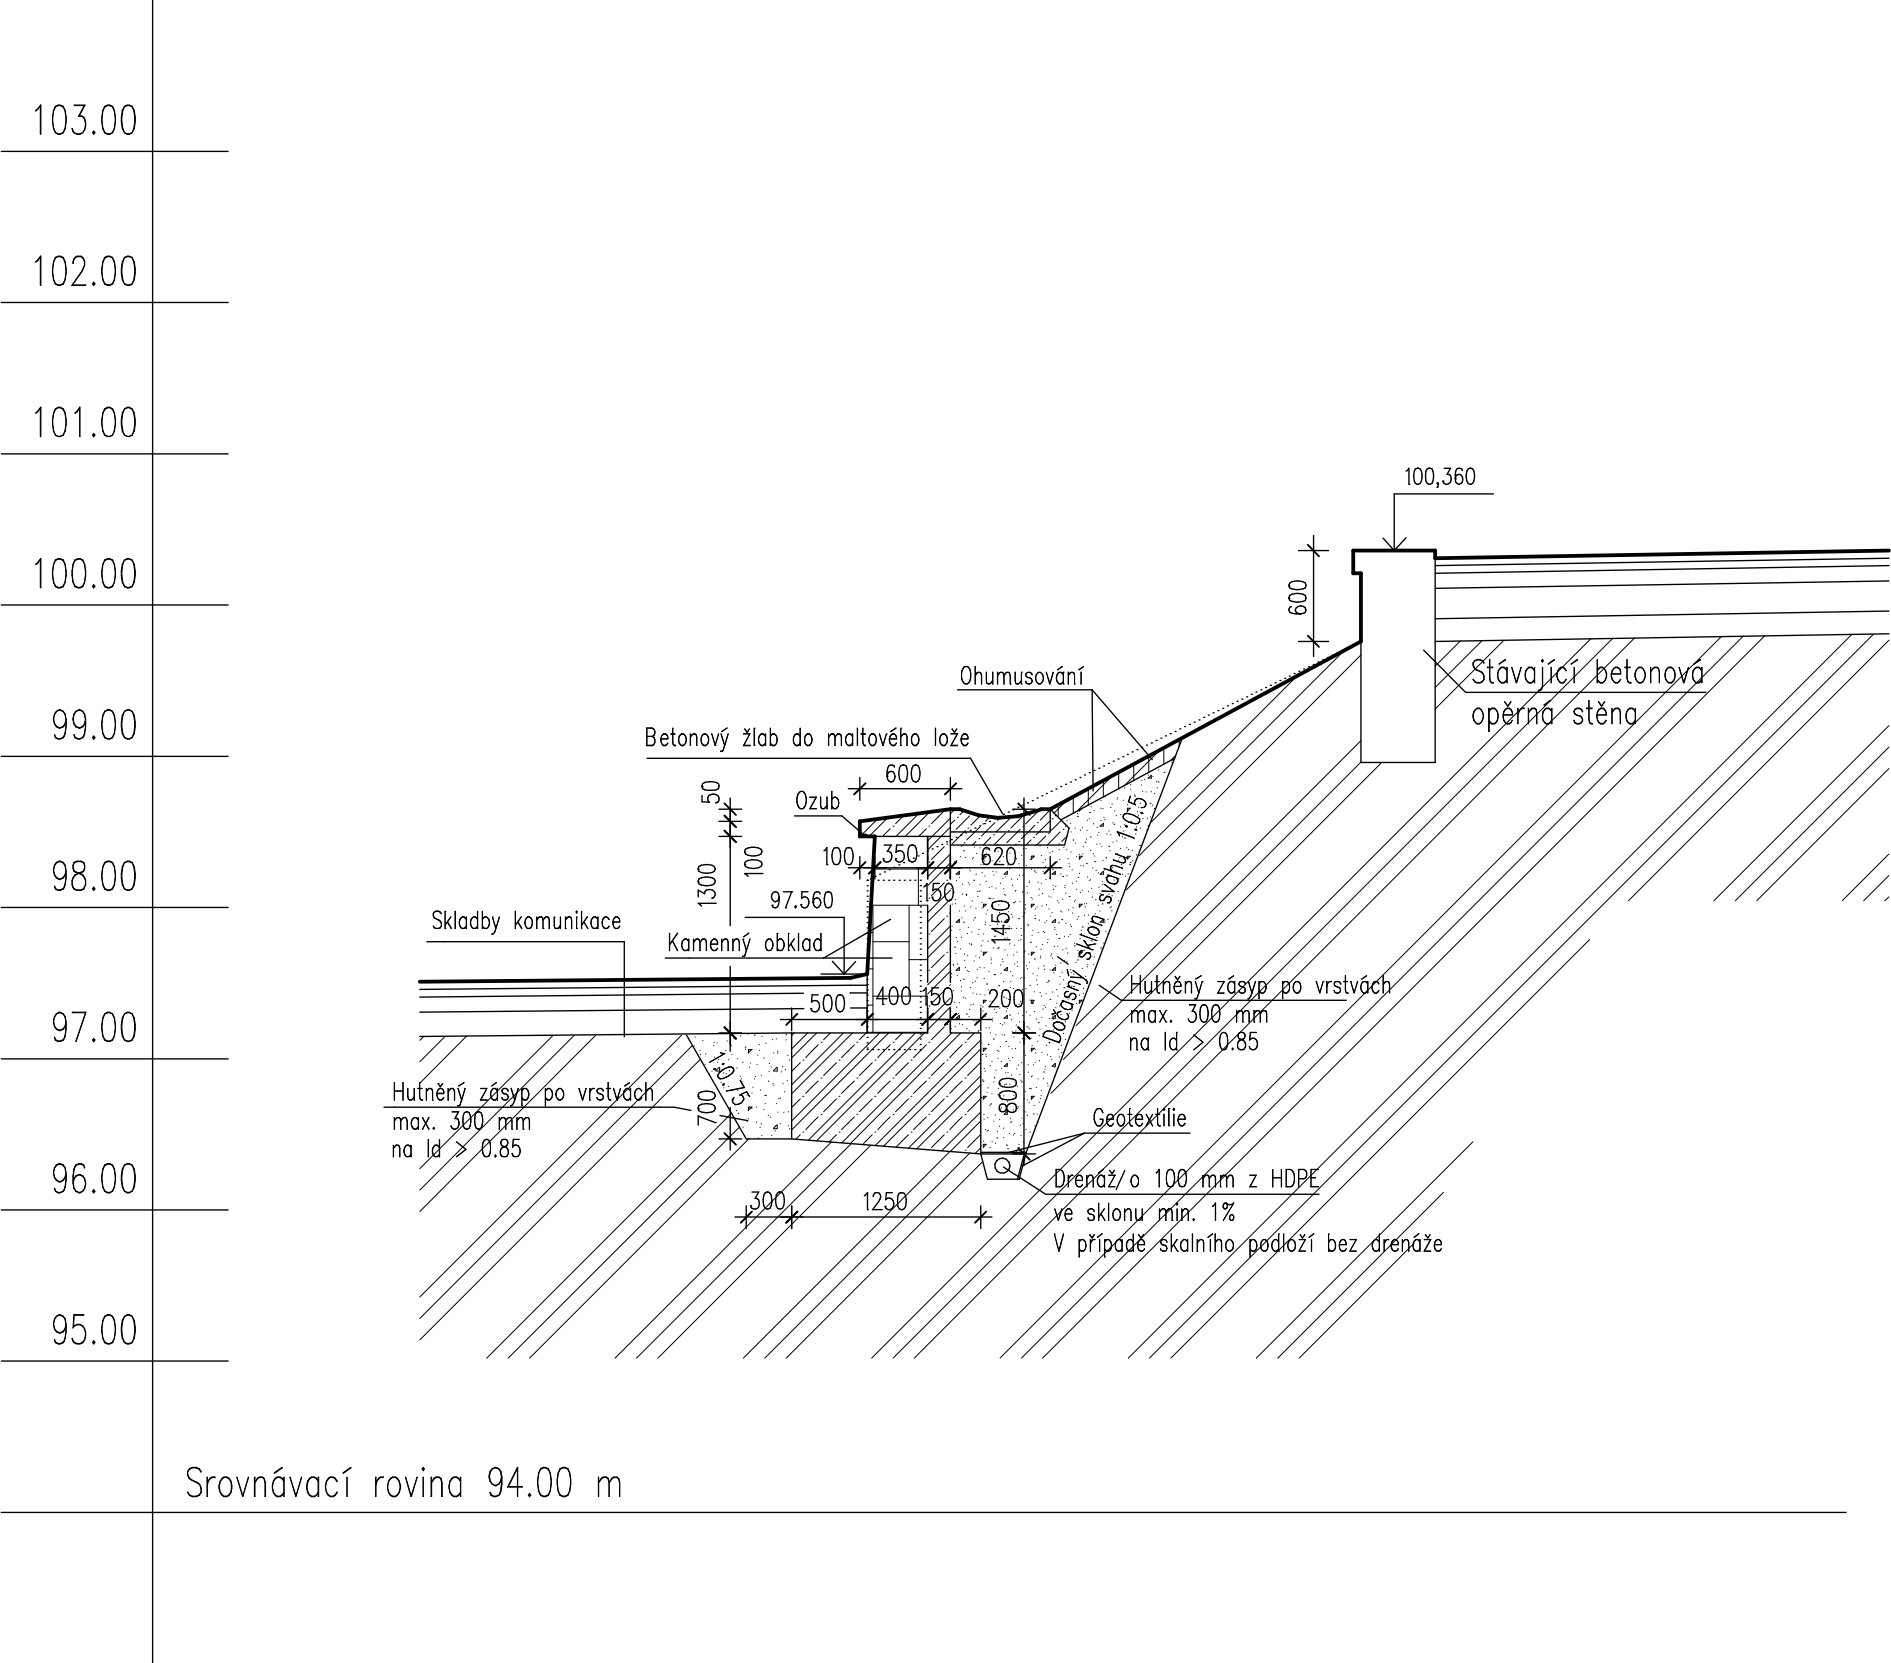 103.00
102.00
101.00
100,360
100.00
600
Stávající betonová
opěrná stěna
Ohumusování
99.00
Betonový žlab do maltového lože
600
50
Ozub
1:0.5
100
350
620
100
1300
98.00
150
97.560
Skladby komunikace
1450
Kamenný obklad
Dočasný sklon svahu
Hutněný zásyp po vrstvách
max. 300 mm
na Id > 0.85
500
400
150
200
97.00
1:0.75
Hutněný zásyp po vrstvách
max. 300 mm
na Id > 0.85
700
800
Geotextilie
96.00
Drenáž/o 100 mm z HDPE
ve sklonu min. 1%
V případě skalního podloží bez drenáže
300
1250
95.00
Srovnávací rovina 94.00 m